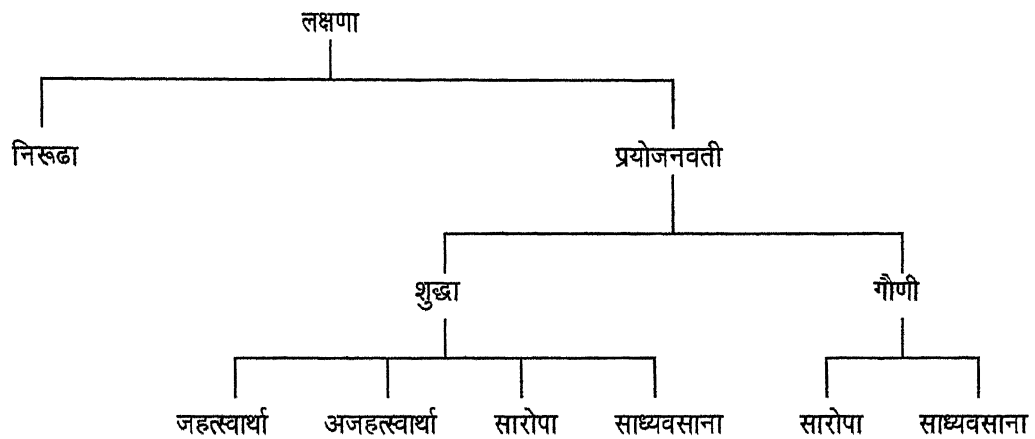 लक्षणा
निरूढा प्रयोजनवती
शुद्धा गौणी
जहत्स्वार्था अजहत्स्वार्था सारोपा साध्यवसाना सारोपा साध्यवसाना